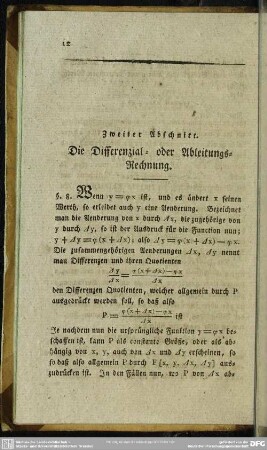 12
Zweiter Abschnitt.
Die Differenzial- oder Ableitungs-
Rechnung.
§. 8. Wenn y = φx ist, und es ändert x seinen
Werth, so erleidet auch y eine Aenderung. Bezeichnet
man die Aenderung von x durch Δx, die zugehörige von
y durch Δy, so ist der Ausdruck für die Function nun;
y + Δy = φ(x + Δx); also Δy = φ(x + Δx) — φx.
Die zusammengehörigen Aenderungen Δx, Δy nennt
man Differenzen und ihren Quotienten
Δy/Δx = φ(x+Δx)—φx/Δx
den Differenzen Quotienten, welcher allgemein durch P
ausgedrückt werden soll, so daß also
P = φ(x+Δx)—φx/Δx ist
Je nachdem nun die ursprüngliche Funktion y = φx be-
schaffen ist, kann P als constante Größe, oder als ab-
hängig von x, y, auch von Δx und Δy erscheinen, so
so daß also allgemein P durch P[x, y, Δx, Δy] aus-
zudrücken ist. In den Fällen nun, wo P von Δx ab-